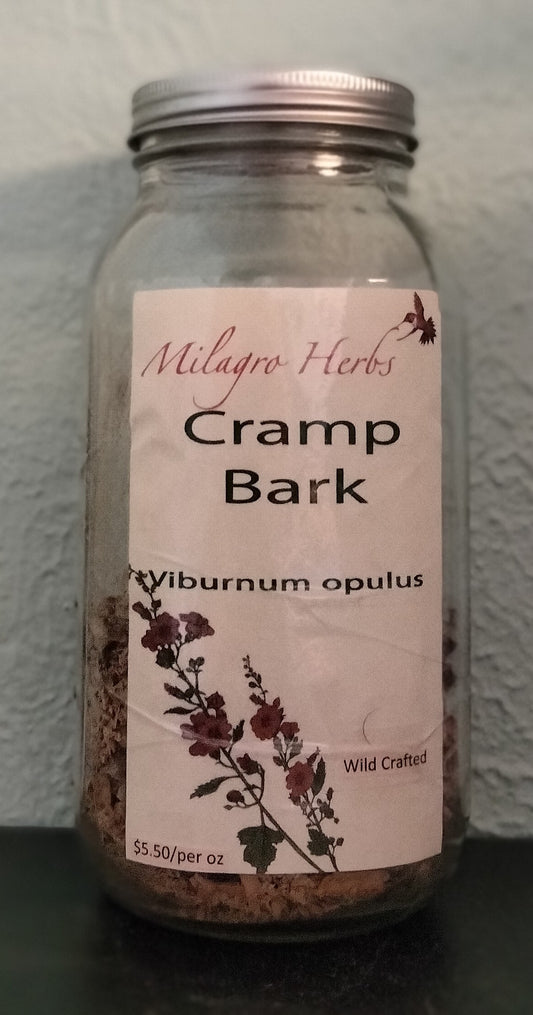 Milagro Herbs
Cramp
Bark
Viburnum opulus
Wild Crafted
$5.50/per oz